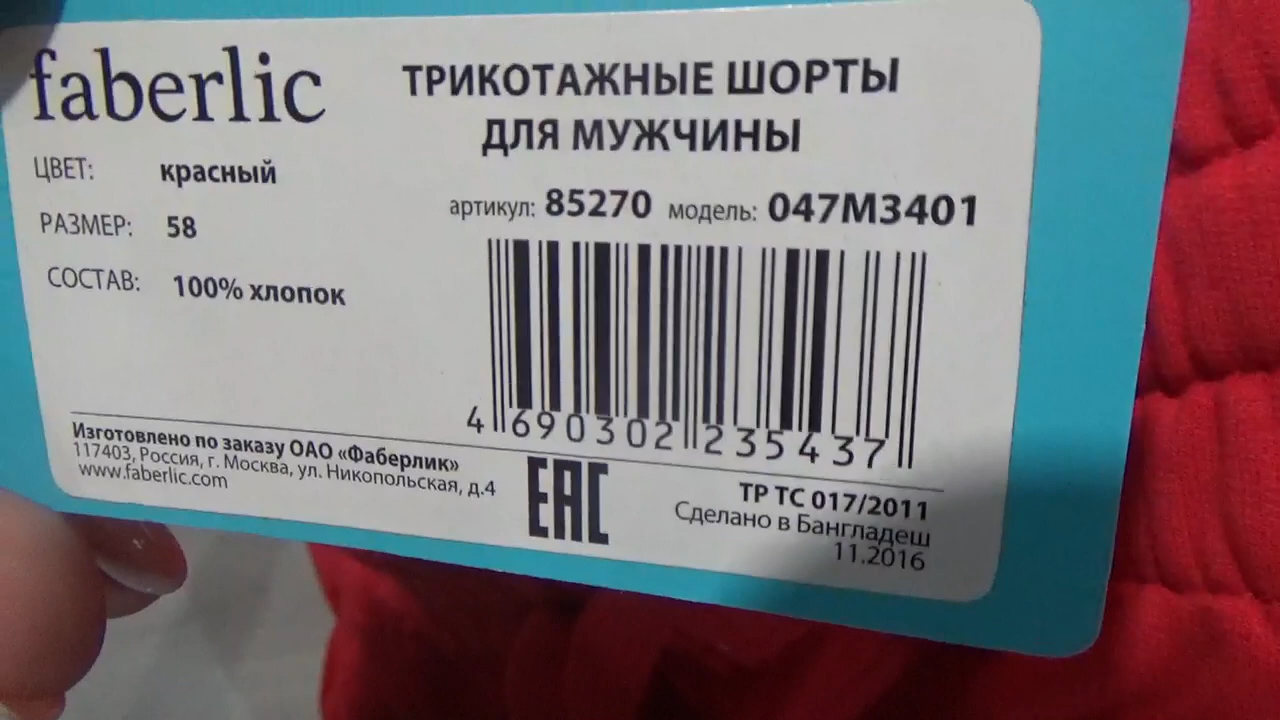 faberlic
ТРИКОТАЖНЫЕ ШОРТЫ
ДЛЯ МУЖЧИНЫ
ЦВЕТ: красный
РАЗМЕР: 58
СОСТАВ: 100% хлопок
артикул: 85270 модель: 047M3401
4 690302 235437
Изготовлено по заказу ОАО «Фаберлик»
117403, Россия, г. Москва, ул. Никопольская, д.4
www.faberlic.com
EAC
ТР ТС 017/2011
Сделано в Бангладеш
11.2016